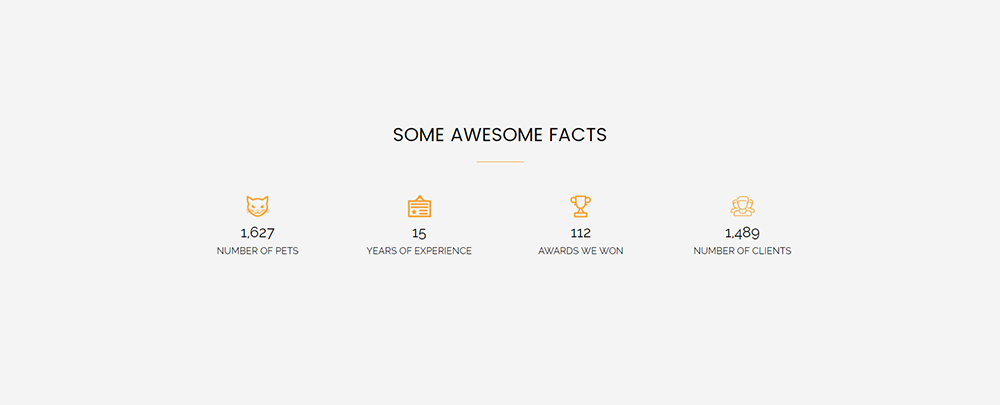 SOME AWESOME FACTS
1,627
NUMBER OF PETS
15
YEARS OF EXPERIENCE
112
AWARDS WE WON
1,489
NUMBER OF CLIENTS